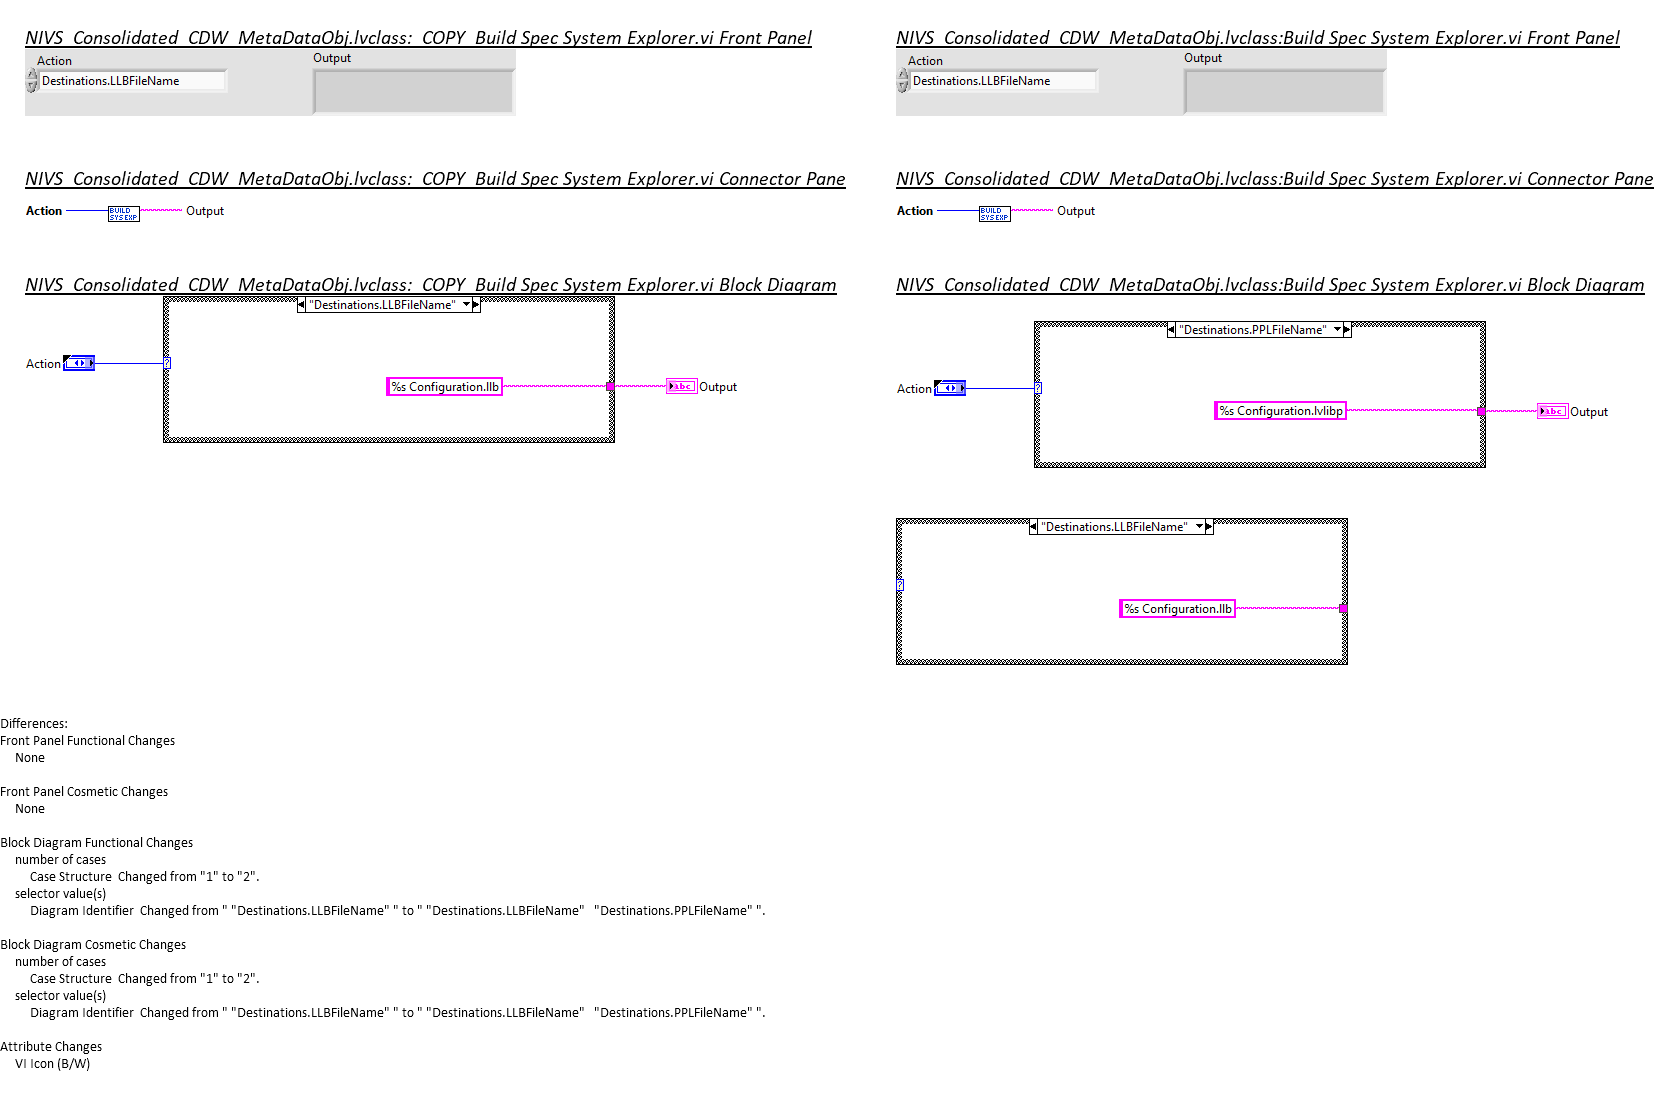 NIVS_Consolidated_CDW_MetaDataObj.lvclass:_COPY_Build Spec System Explorer.vi Front Panel
Action
Output
Destinations.LLBFileName
NIVS_Consolidated_CDW_MetaDataObj.lvclass:_COPY_Build Spec System Explorer.vi Connector Pane
Action
BUILD
SYS EXP
Output
NIVS_Consolidated_CDW_MetaDataObj.lvclass:_COPY_Build Spec System Explorer.vi Block Diagram
"Destinations.LLBFileName"
Action
?
%s Configuration.llb
abc
Output
NIVS_Consolidated_CDW_MetaDataObj.lvclass:Build Spec System Explorer.vi Front Panel
Action
Output
Destinations.LLBFileName
NIVS_Consolidated_CDW_MetaDataObj.lvclass:Build Spec System Explorer.vi Connector Pane
Action
BUILD
SYS EXP
Output
NIVS_Consolidated_CDW_MetaDataObj.lvclass:Build Spec System Explorer.vi Block Diagram
"Destinations.PPLFileName"
Action
?
%s Configuration.lvlibp
abc
Output
"Destinations.LLBFileName"
?
%s Configuration.llb
Differences:
Front Panel Functional Changes
None
Front Panel Cosmetic Changes
None
Block Diagram Functional Changes
number of cases
Case Structure  Changed from "1" to "2".
selector value(s)
Diagram Identifier  Changed from " "Destinations.LLBFileName" " to " "Destinations.LLBFileName"   "Destinations.PPLFileName" ".
Block Diagram Cosmetic Changes
number of cases
Case Structure  Changed from "1" to "2".
selector value(s)
Diagram Identifier  Changed from " "Destinations.LLBFileName" " to " "Destinations.LLBFileName"   "Destinations.PPLFileName" ".
Attribute Changes
VI Icon (B/W)